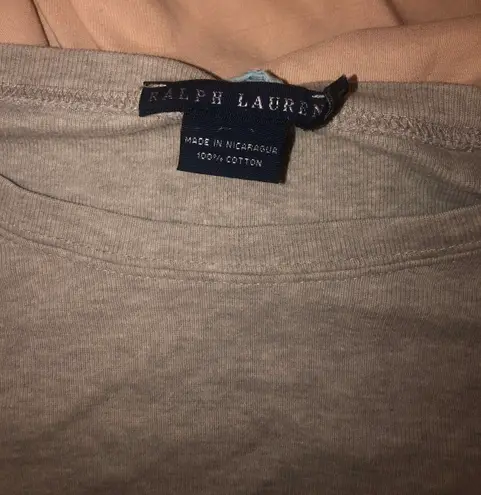 RALPH LAUREN
MADE IN NICARAGUA
100% COTTON